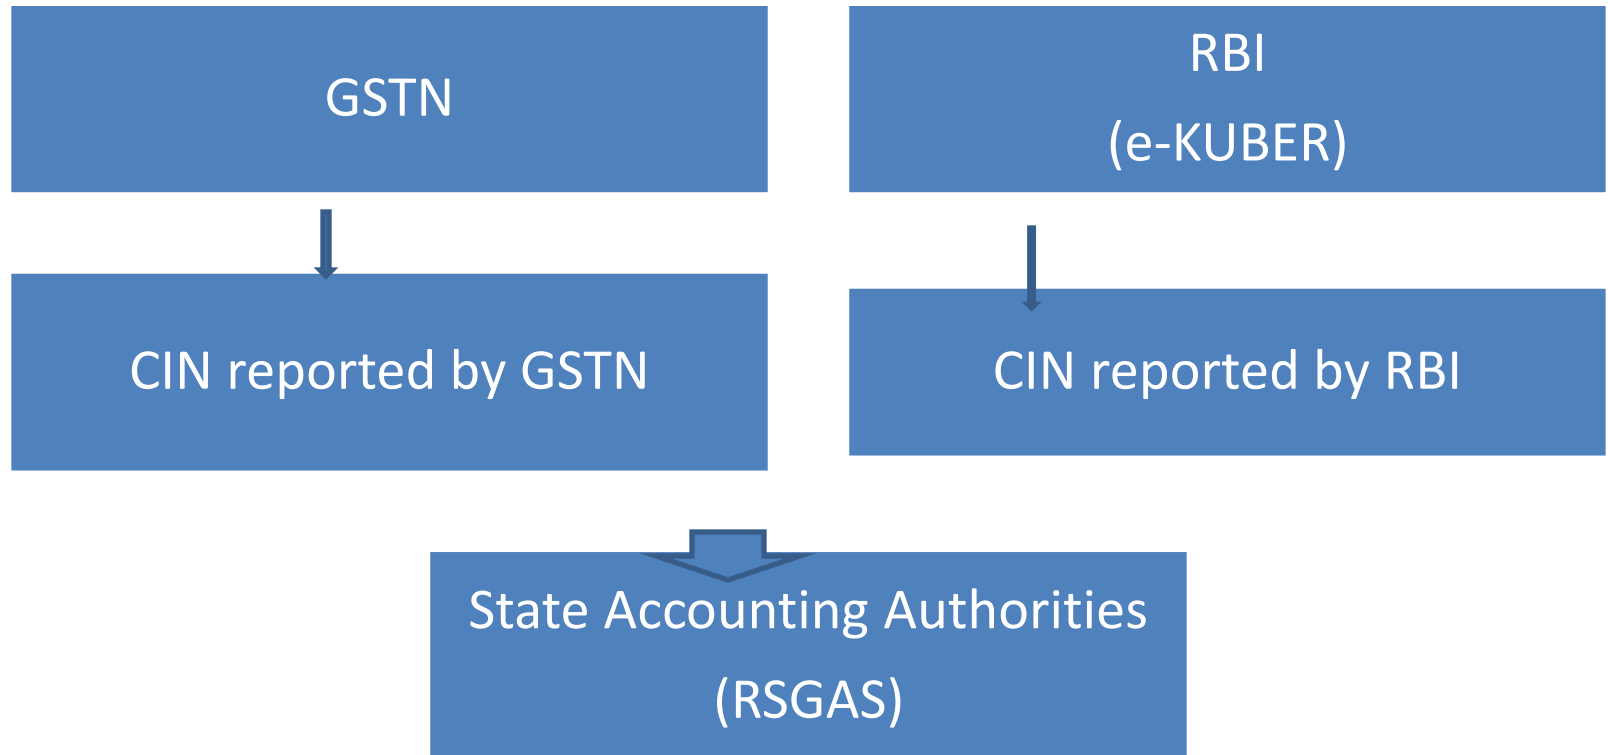 GSTN
RBI
(e-KUBER)
CIN reported by GSTN
CIN reported by RBI
State Accounting Authorities
(RSGAS)